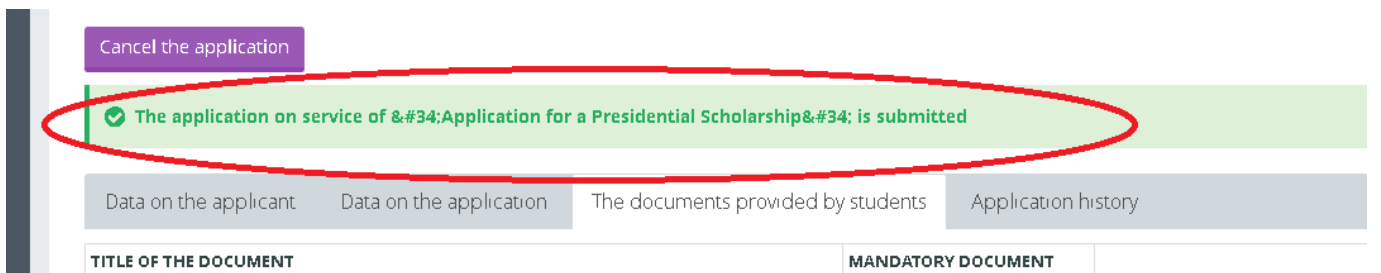 Cancel the application
The application on service of &#34;Application for a Presidential Scholarship&#34; is submitted
Data on the applicant Data on the application The documents provided by students Application history
TITLE OF THE DOCUMENT MANDATORY DOCUMENT